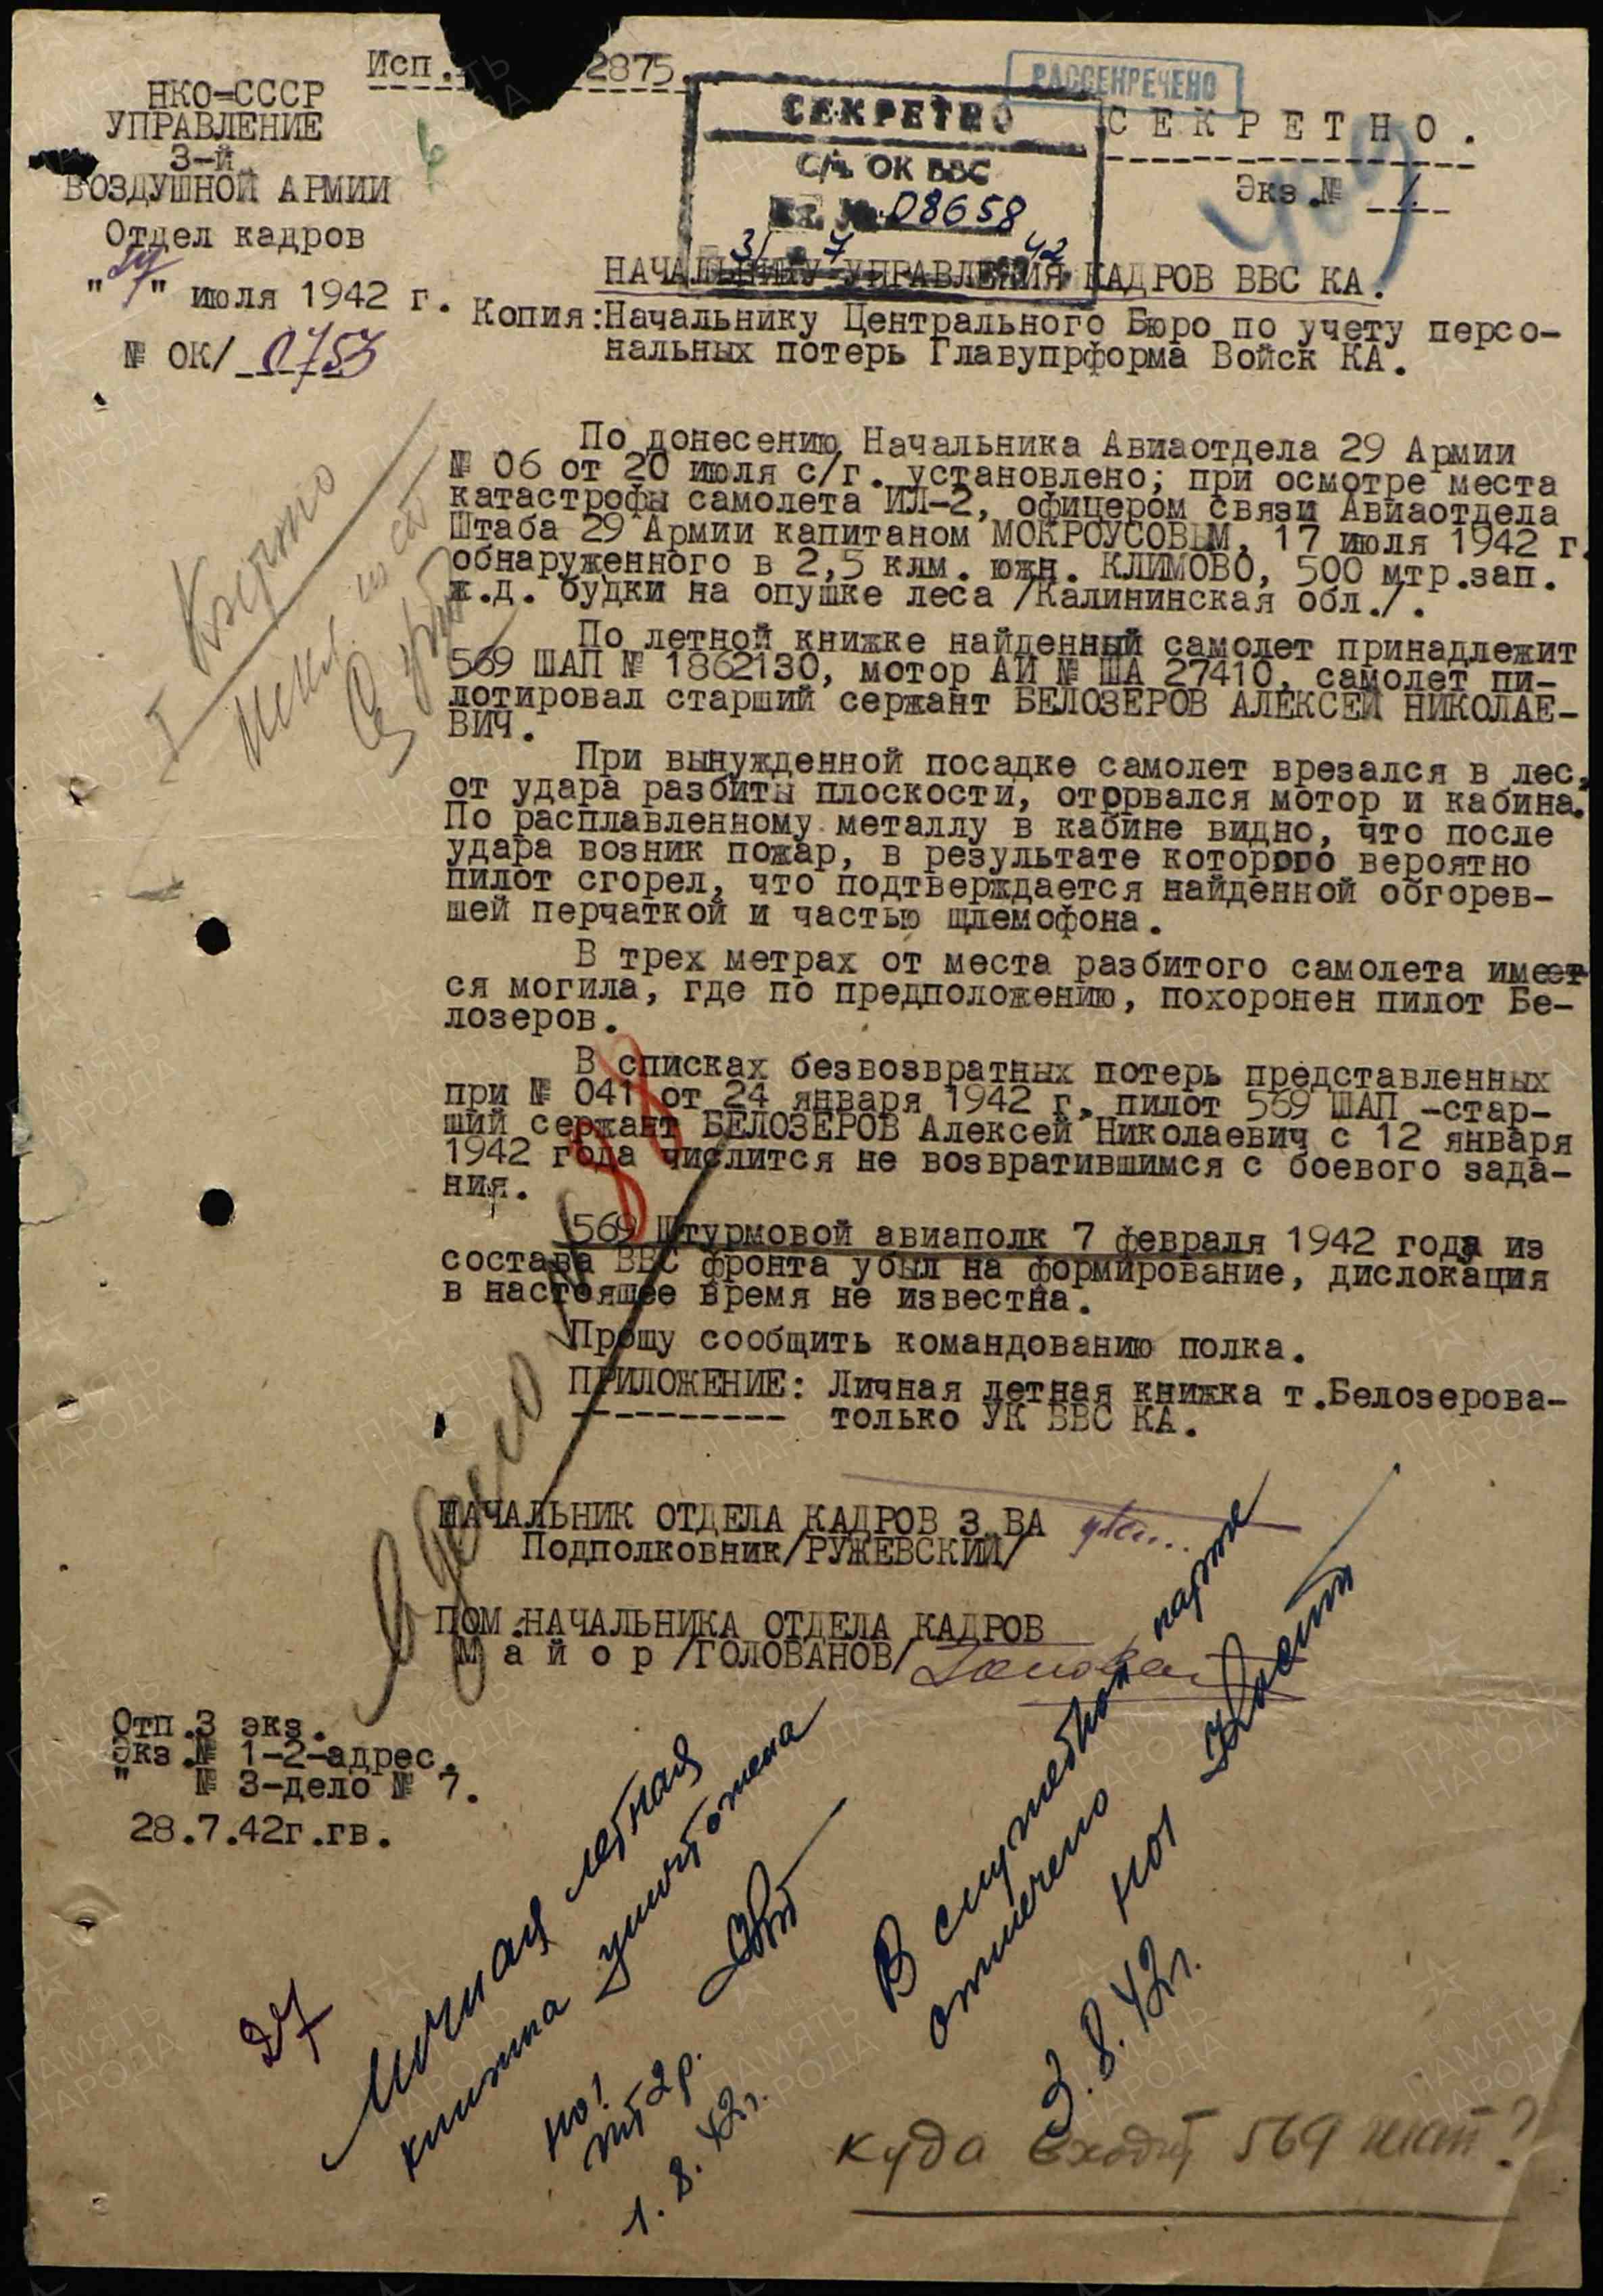 Исп. 2875.
РАССЕКРЕЧЕНО
НКО-СССР
УПРАВЛЕНИЕ
3-й
ВОЗДУШНОЙ АРМИИ
Отдел кадров
" " июля 1942 г.
№ ОК/ 0753
СЕКРЕТНО
С/Ч. ОК ВВС
Вх. №. 08658
31 7 42
СЕКРЕТНО.
Экз.№ 1
НАЧАЛЬНИКУ УПРАВЛЕНИЯ КАДРОВ ВВС КА.
Копия: Начальнику Центрального Бюро по учету персо-
нальных потерь Главупрформа Войск КА.
По донесению Начальника Авиаотдела 29 Армии
№ 06 от 20 июля с/г. установлено; при осмотре места
катастрофы самолета ИЛ-2, офицером связи Авиаотдела
Штаба 29 Армии капитаном МОКРОУСОВЫМ, 17 июля 1942 г.
обнаруженного в 2,5 клм. южн. КЛИМОВО, 500 мтр.зап.
ж.д. будки на опушке леса /Калининская обл./.
По летной книжке найденный самолет принадлежит
569 ШАП № 1862130, мотор АИ № ША 27410, самолет пи-
лотировал старший сержант БЕЛОЗЕРОВ АЛЕКСЕЙ НИКОЛАЕ-
ВИЧ.
При вынужденной посадке самолет врезался в лес,
от удара разбиты плоскости, оторвался мотор и кабина.
По расплавленному металлу в кабине видно, что после
удара возник пожар, в результате которого вероятно
пилот сгорел, что подтверждается найденной обгорев-
шей перчаткой и частью шлемофона.
В трех метрах от места разбитого самолета имеет-
ся могила, где по предположению, похоронен пилот Бе-
лозеров.
В списках безвозвратных потерь представленных
при № 041 от 24 января 1942 г. пилот 569 ШАП -стар-
ший сержант БЕЛОЗЕРОВ Алексей Николаевич с 12 января
1942 года числится не возвратившимся с боевого зада-
ния.
569 Штурмовой авиаполк 7 февраля 1942 года из
состава ВВС фронта убыл на формирование, дислокация
в настоящее время не известна.
Прошу сообщить командованию полка.
ПРИЛОЖЕНИЕ: Личная летная книжка т.Белозерова-
только УК ВВС КА.
НАЧАЛЬНИК ОТДЕЛА КАДРОВ 3 ВА
Подполковник/РУЖЕВСКИЙ/
ПОМ.НАЧАЛЬНИКА ОТДЕЛА КАДРОВ
Майор /ГОЛОВАНОВ/
Отп.3 экз.
Экз.№ 1-2-адрес.
" № 3-дело № 7.
28.7.42г.гв.
27
Личная летная
книжка уничтожена
1.8.42г.
В служебной карте
отмечено
3.8.42г.
куда входит 569 шап?